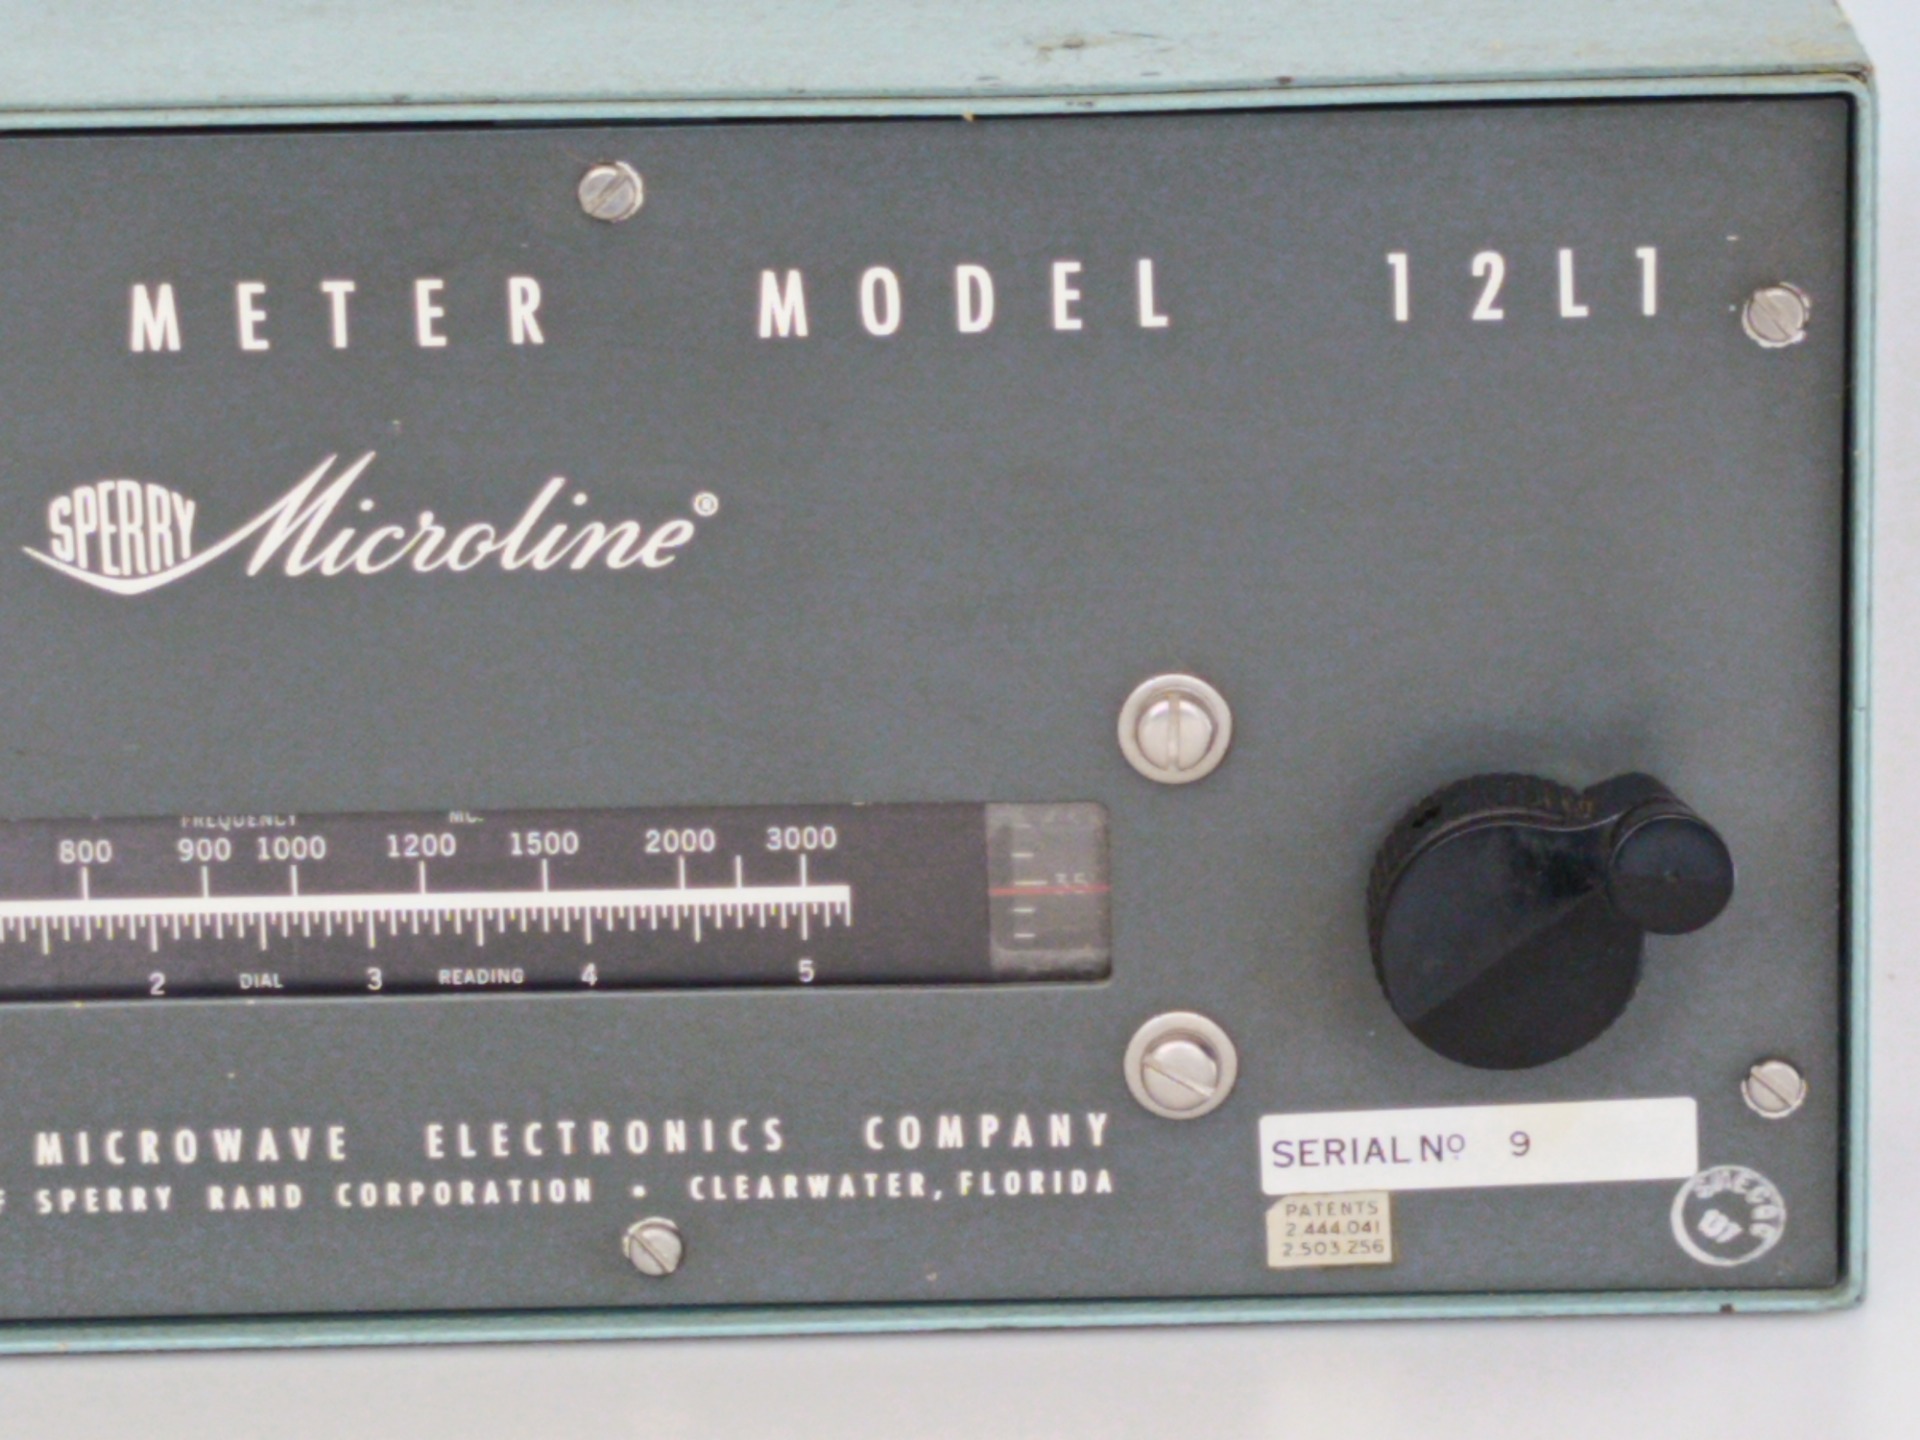 METER MODEL 12L1
SPERRY Microline®
FREQUENCY MC.
800 900 1000 1200 1500 2000 3000
2 DIAL 3 READING 4 5
MICROWAVE ELECTRONICS COMPANY
SPERRY RAND CORPORATION • CLEARWATER, FLORIDA
SERIAL Nº 9
PATENTS
2.444.041
2.503.256